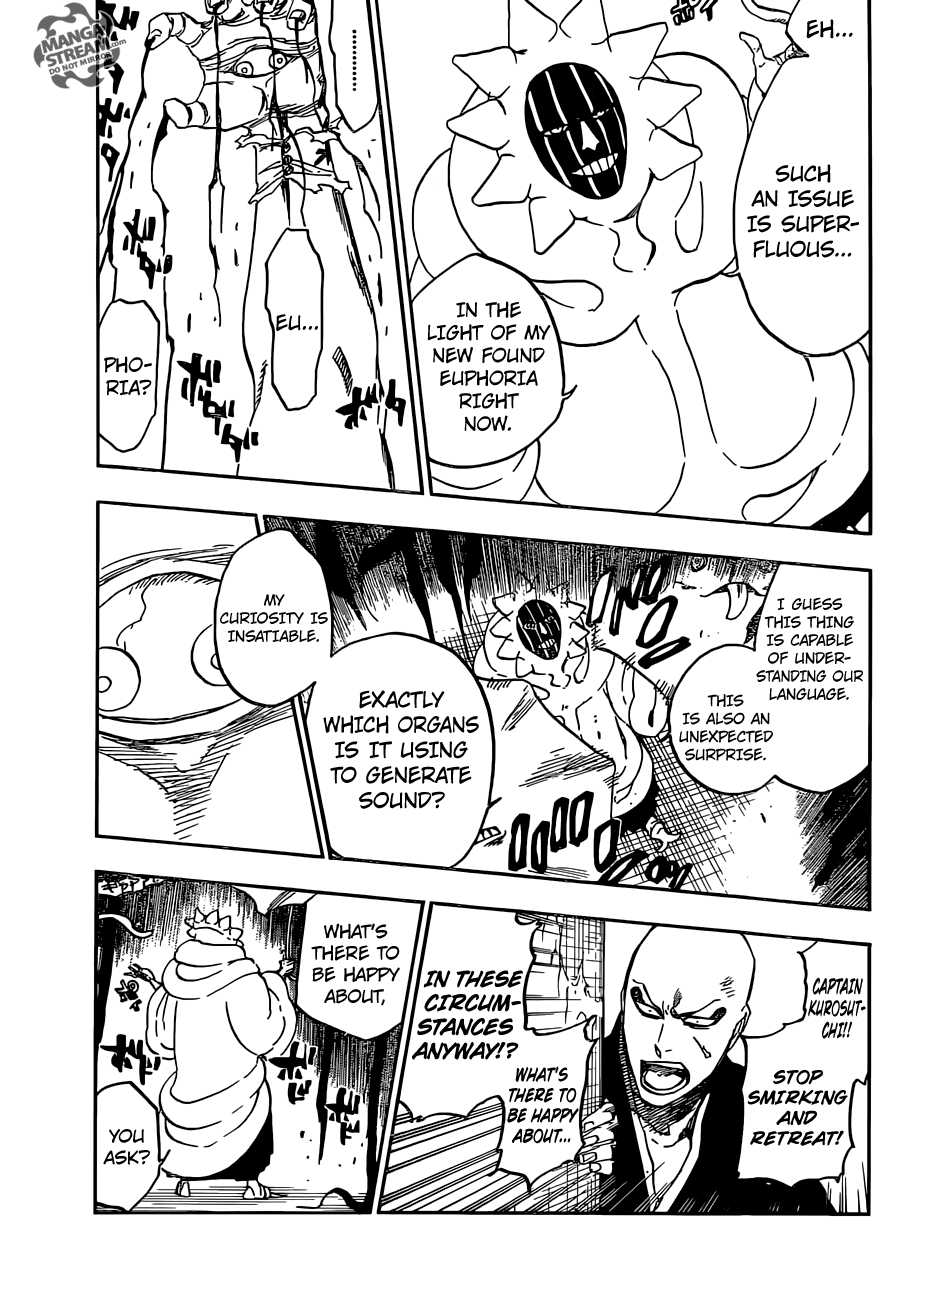 MANGA
STREAM
.com
DO NOT MIRROR
EH...
SUCH
AN ISSUE
IS SUPER-
FLUOUS...
IN THE
LIGHT OF MY
NEW FOUND
EUPHORIA
RIGHT
NOW.
..........
EU...
PHO-
RIA?
I GUESS
THIS THING
IS CAPABLE
OF UNDER-
STANDING OUR
LANGUAGE.
THIS
IS ALSO AN
UNEXPECTED
SURPRISE.
EXACTLY
WHICH ORGANS
IS IT USING
TO GENERATE
SOUND?
MY
CURIOSITY IS
INSATIABLE.
CAPTAIN
KUROSUT-
CHI!!
STOP
SMIRKING
AND
RETREAT!
WHAT'S
THERE TO
BE HAPPY
ABOUT...
IN THESE
CIRCUM-
STANCES
ANYWAY!?
WHAT'S
THERE TO
BE HAPPY
ABOUT,
YOU
ASK?